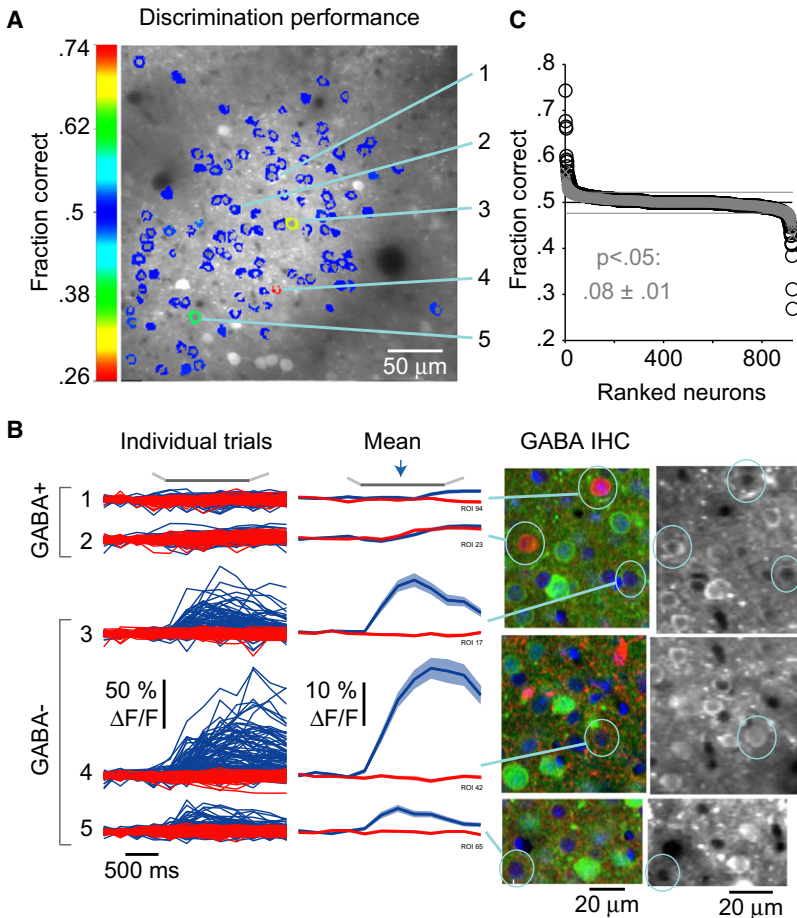 A
Discrimination performance
.74
.62
.5
.38
.26
Fraction correct
1
2
3
4
5
50 μm
C
.8
.7
.6
.5
.4
.3
.2
Fraction correct
p<.05:
.08 ± .01
0
400
800
Ranked neurons
B
Individual trials
Mean
GABA IHC
GABA+
1
ROI 94
2
ROI 23
GABA-
3
ROI 17
50 %
ΔF/F
10 %
ΔF/F
4
ROI 42
5
ROI 65
500 ms
20 μm
20 μm